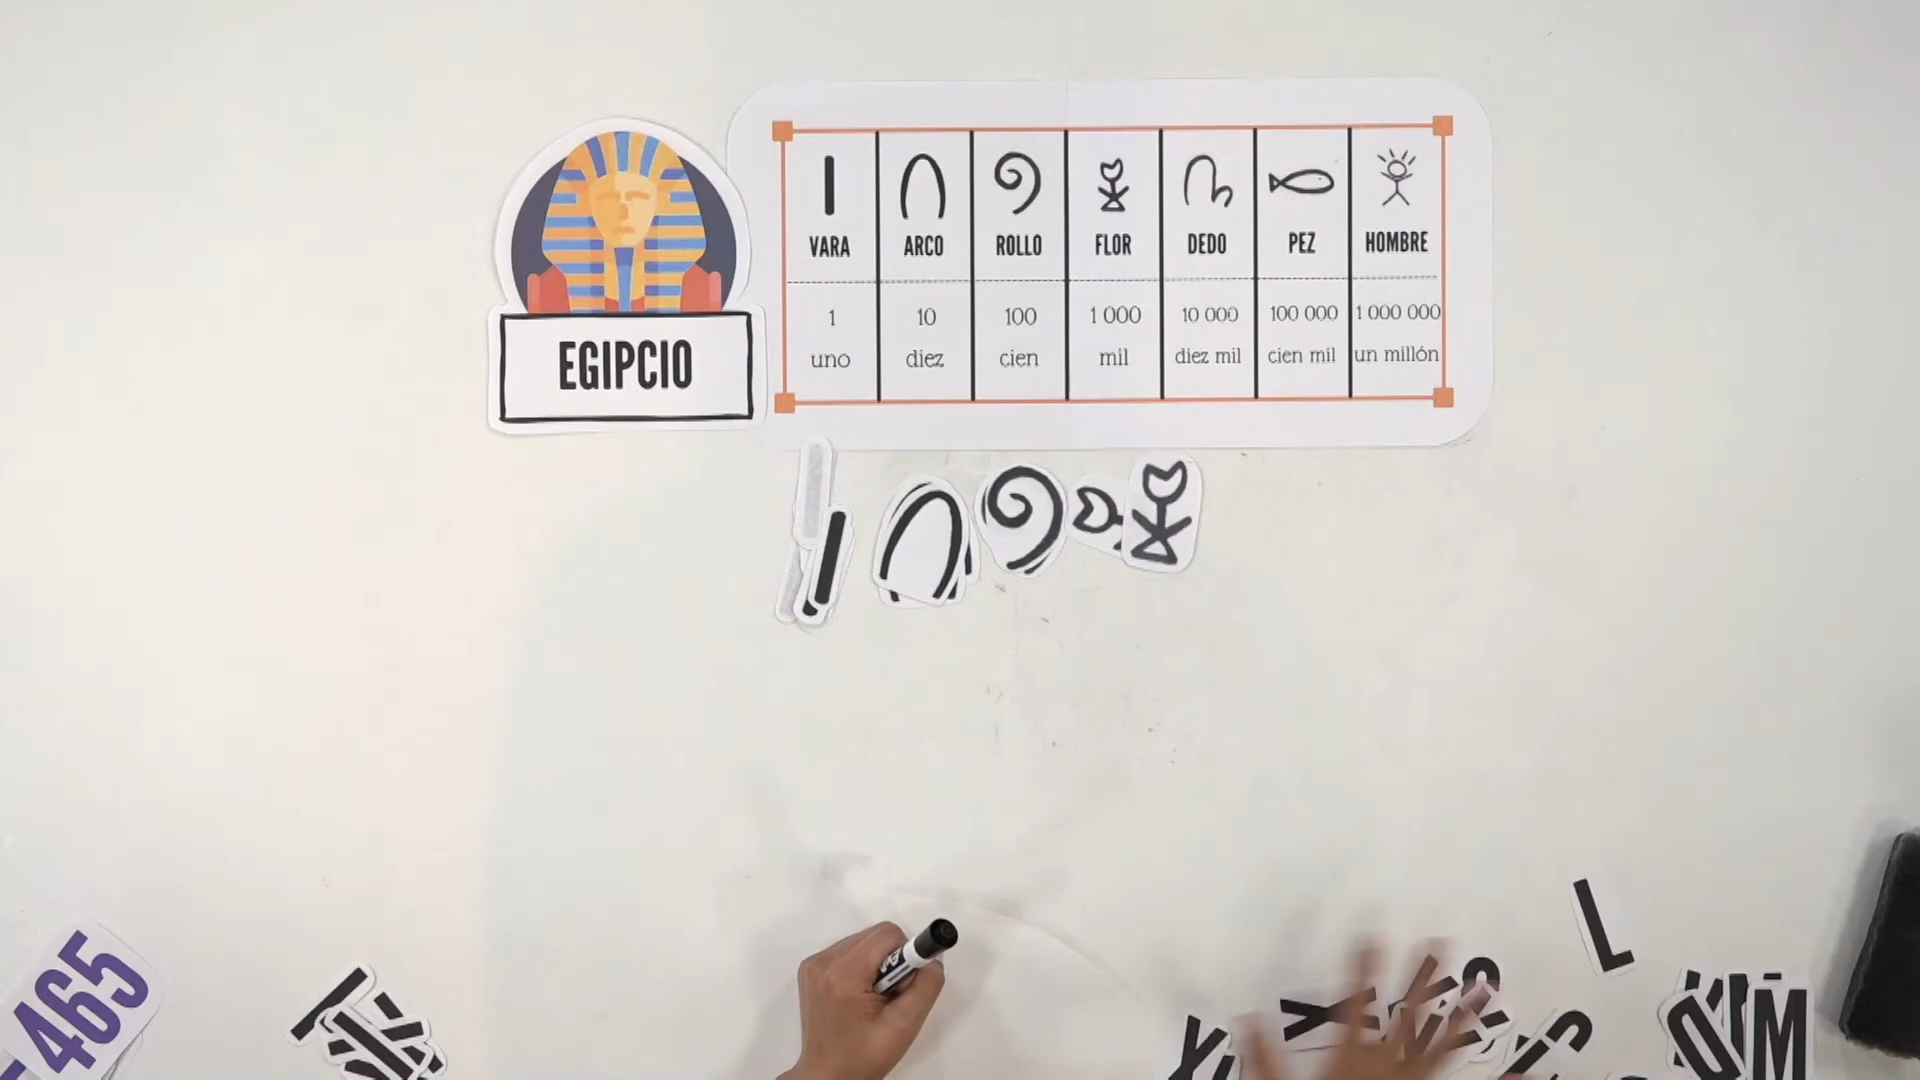 EGIPCIO
VARA ARCO ROLLO FLOR DEDO PEZ HOMBRE
1 10 100 1 000 10 000 100 000 1 000 000
uno diez cien mil diez mil cien mil un millón
465
L
M